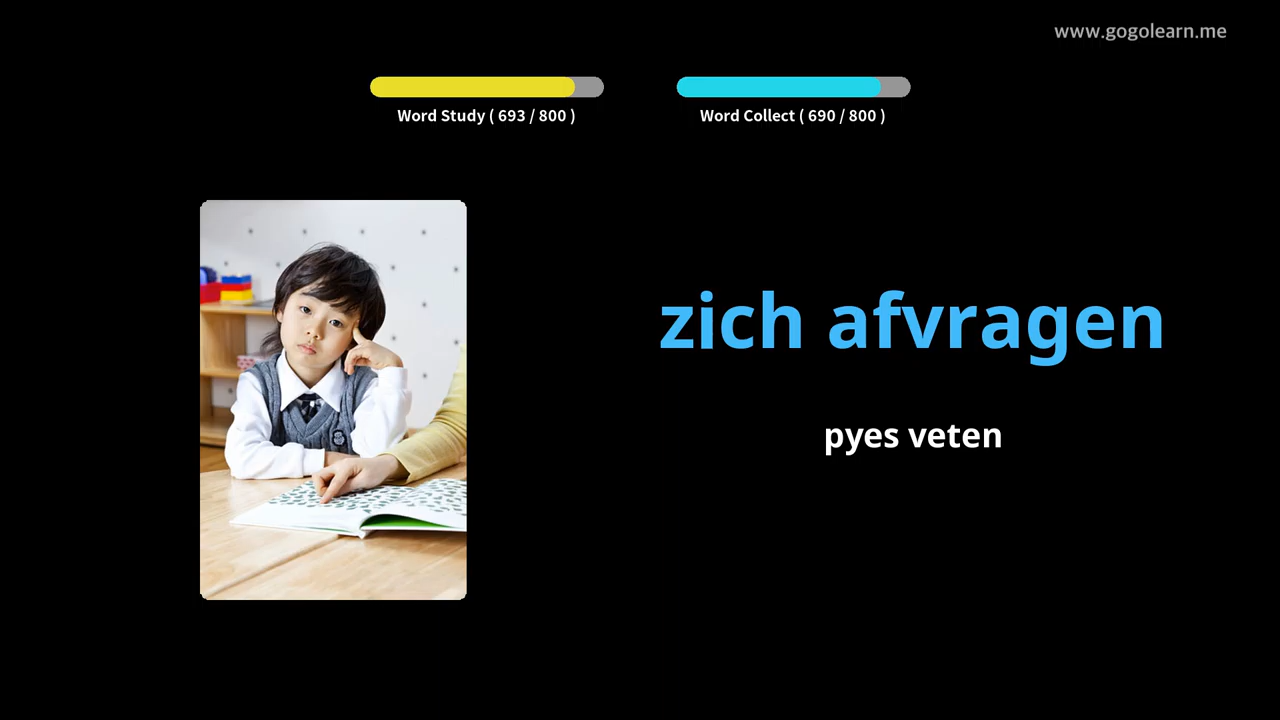 www.gogolearn.me
Word Study ( 693 / 800 )
Word Collect ( 690 / 800 )
zich afvragen
pyes veten